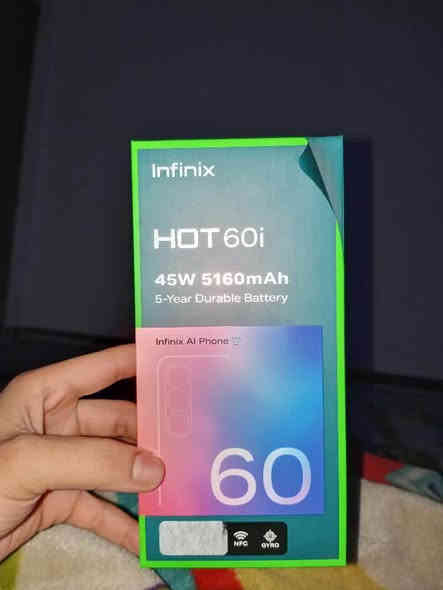 Infinix
HOT 60i
45W 5160mAh
5-Year Durable Battery
Infinix AI Phone
60
NFC
GYRO